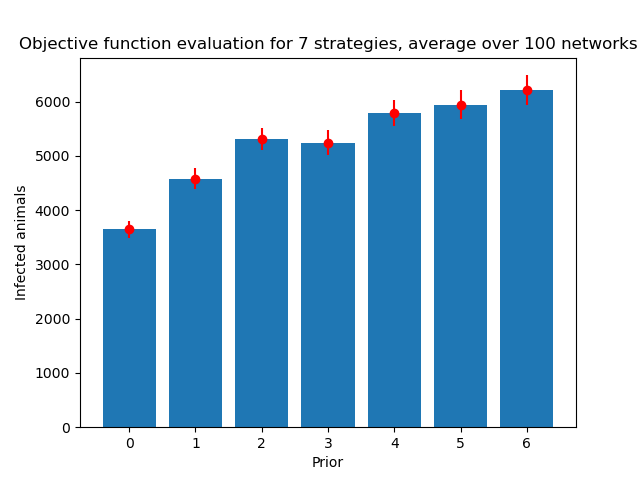 Objective function evaluation for 7 strategies, average over 100 networks
6000
5000
4000
3000
2000
1000
0
Infected animals
0 1 2 3 4 5 6
Prior